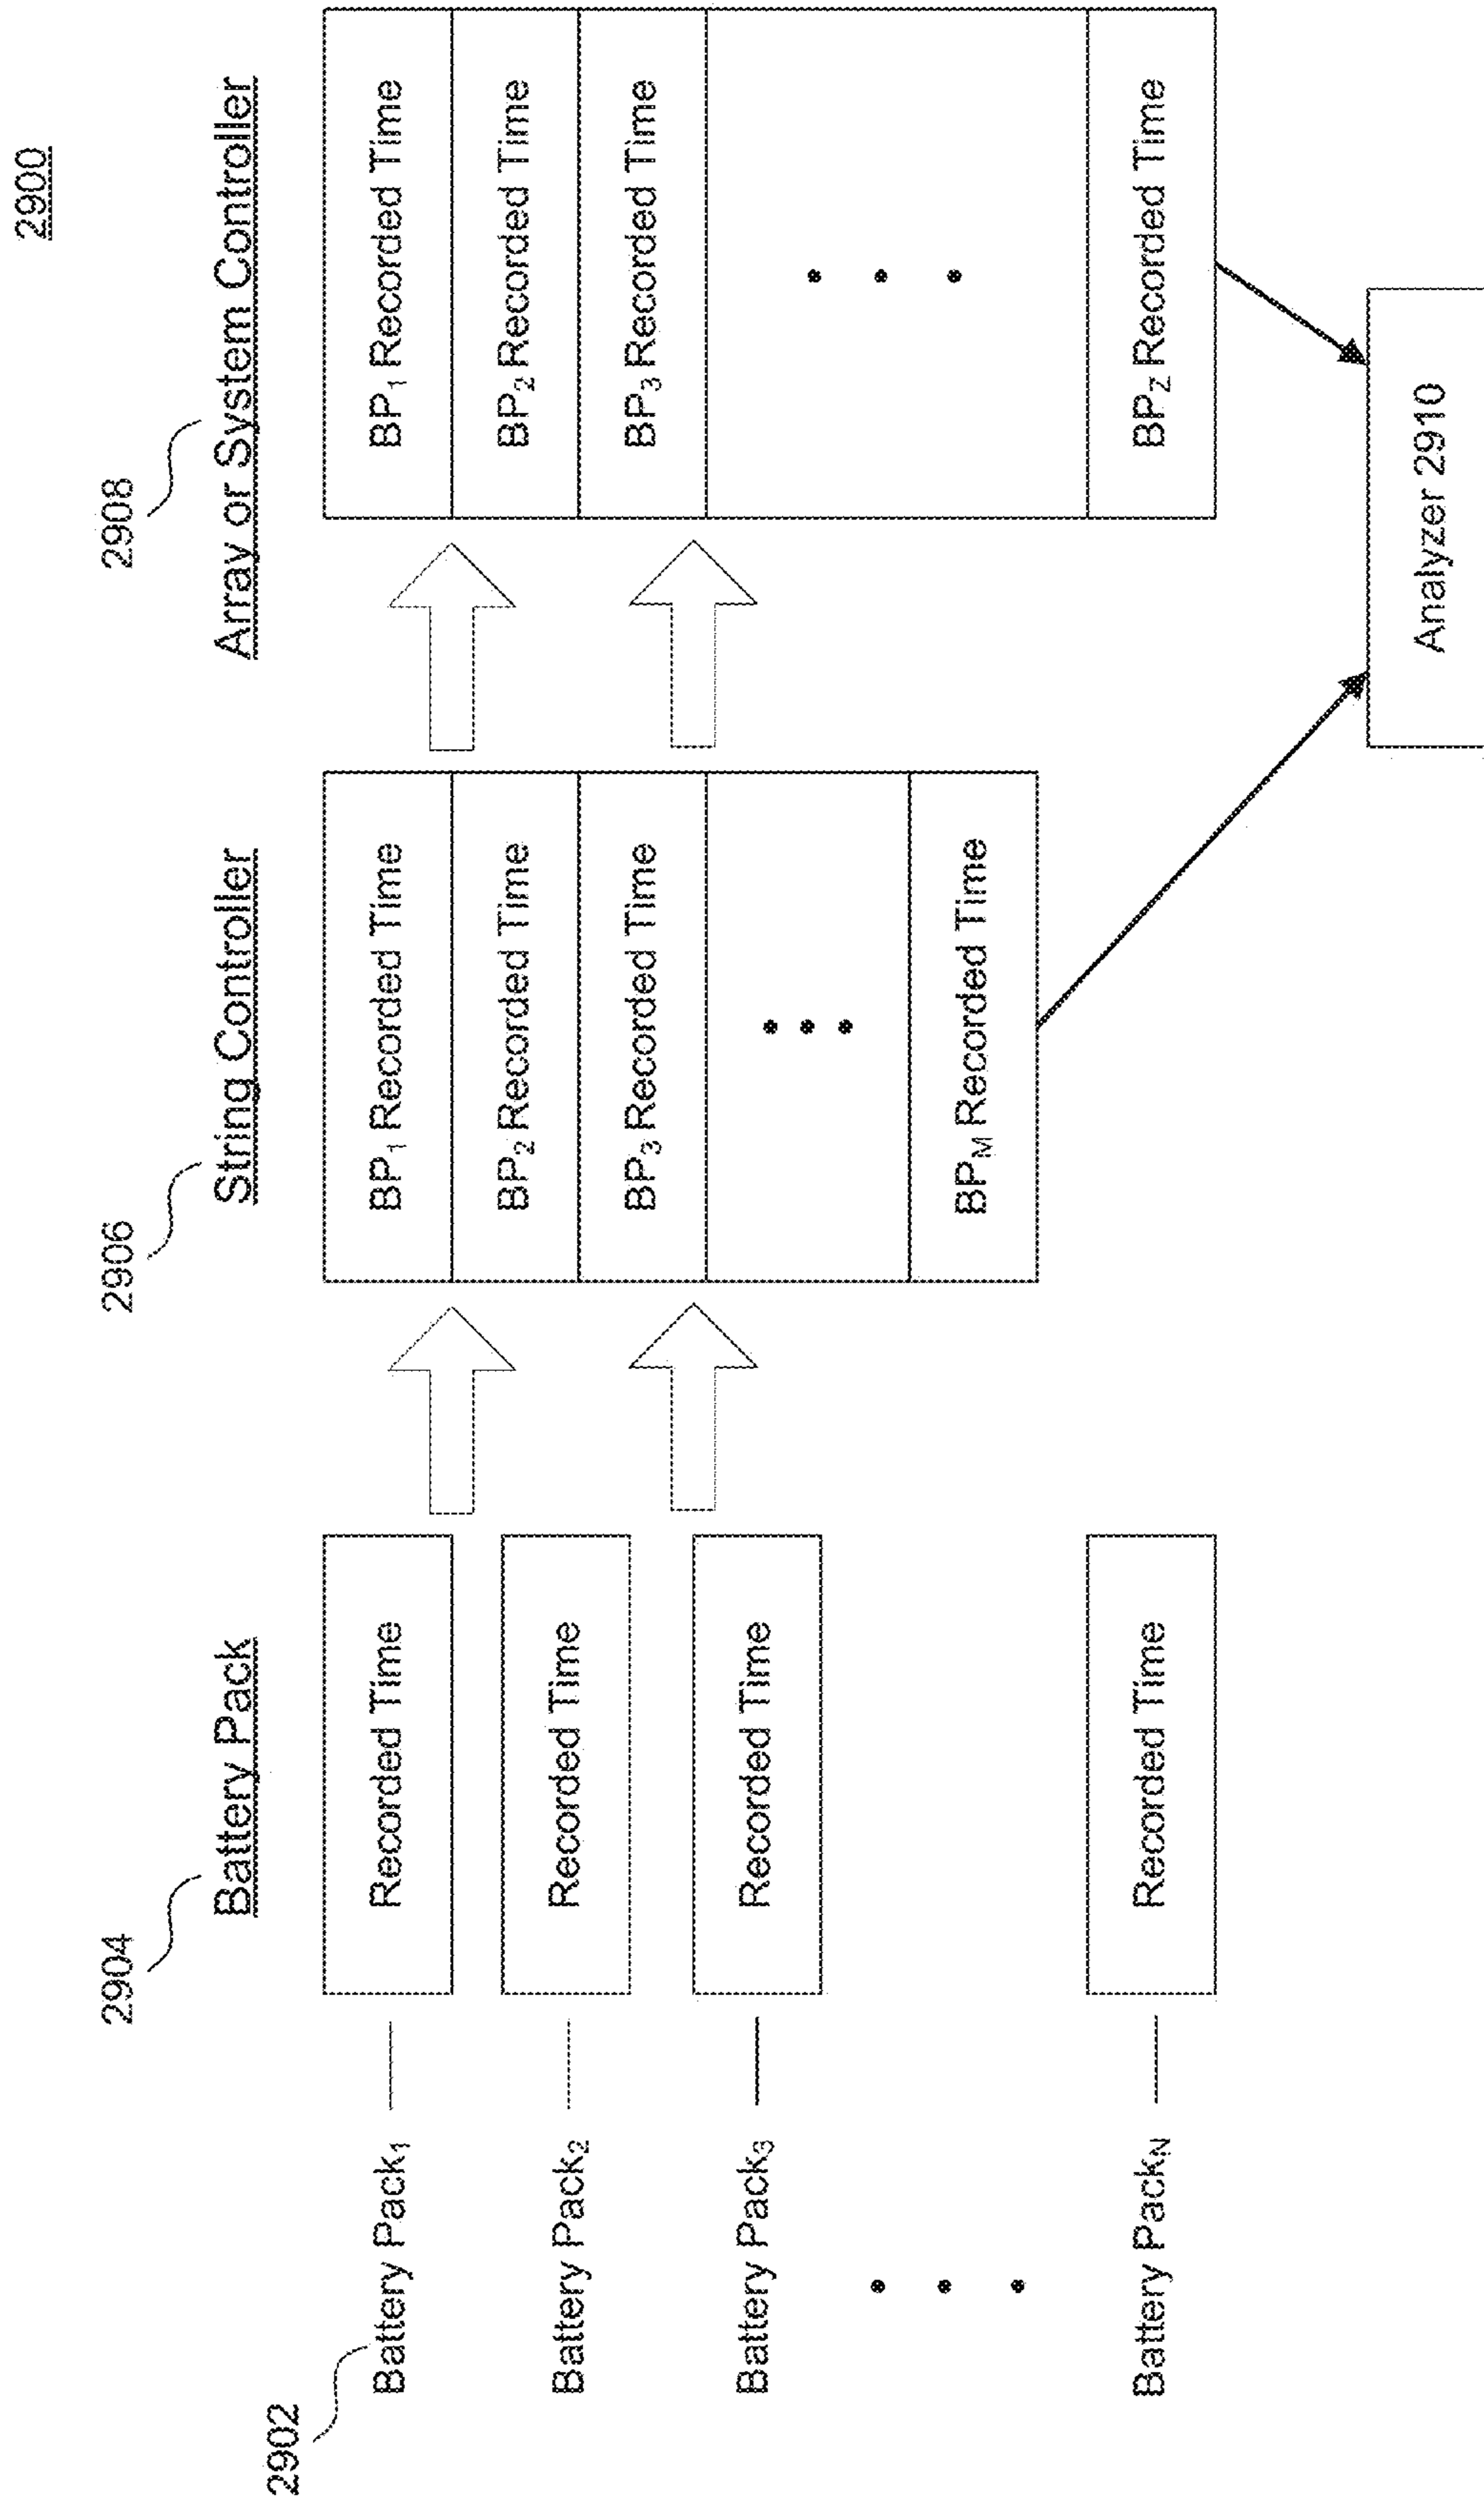 2900
2904
2906
2908
Battery Pack
String Controller
Array or System Controller
2902
Battery Pack1
Recorded Time
BP1 Recorded Time
BP1 Recorded Time
Battery Pack2
Recorded Time
BP2 Recorded Time
BP2 Recorded Time
Battery Pack3
Recorded Time
BP3 Recorded Time
BP3 Recorded Time
Battery PackN
Recorded Time
BPM Recorded Time
BPZ Recorded Time
Analyzer 2910